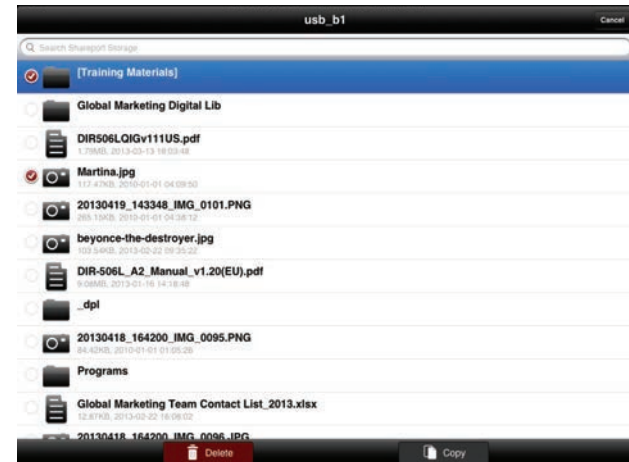 usb_b1
Cancel
Search Shareport Storage
[Training Materials]
Global Marketing Digital Lib
DIR506LQIGv111US.pdf
1.79MB, 2013-03-13 16:03:48
Martina.jpg
117.47KB, 2010-01-01 04:09:50
20130419_143348_IMG_0101.PNG
265.15KB, 2010-01-01 04:38:12
beyonce-the-destroyer.jpg
103.54KB, 2013-02-22 09:35:22
DIR-506L_A2_Manual_v1.20(EU).pdf
9.08MB, 2013-01-16 14:18:48
_dpl
20130418_164200_IMG_0095.PNG
84.42KB, 2010-01-01 01:05:26
Programs
Global Marketing Team Contact List_2013.xlsx
12.67KB, 2013-02-22 16:06:02
20130418_164200_IMG_0096.JPG
Delete
Copy